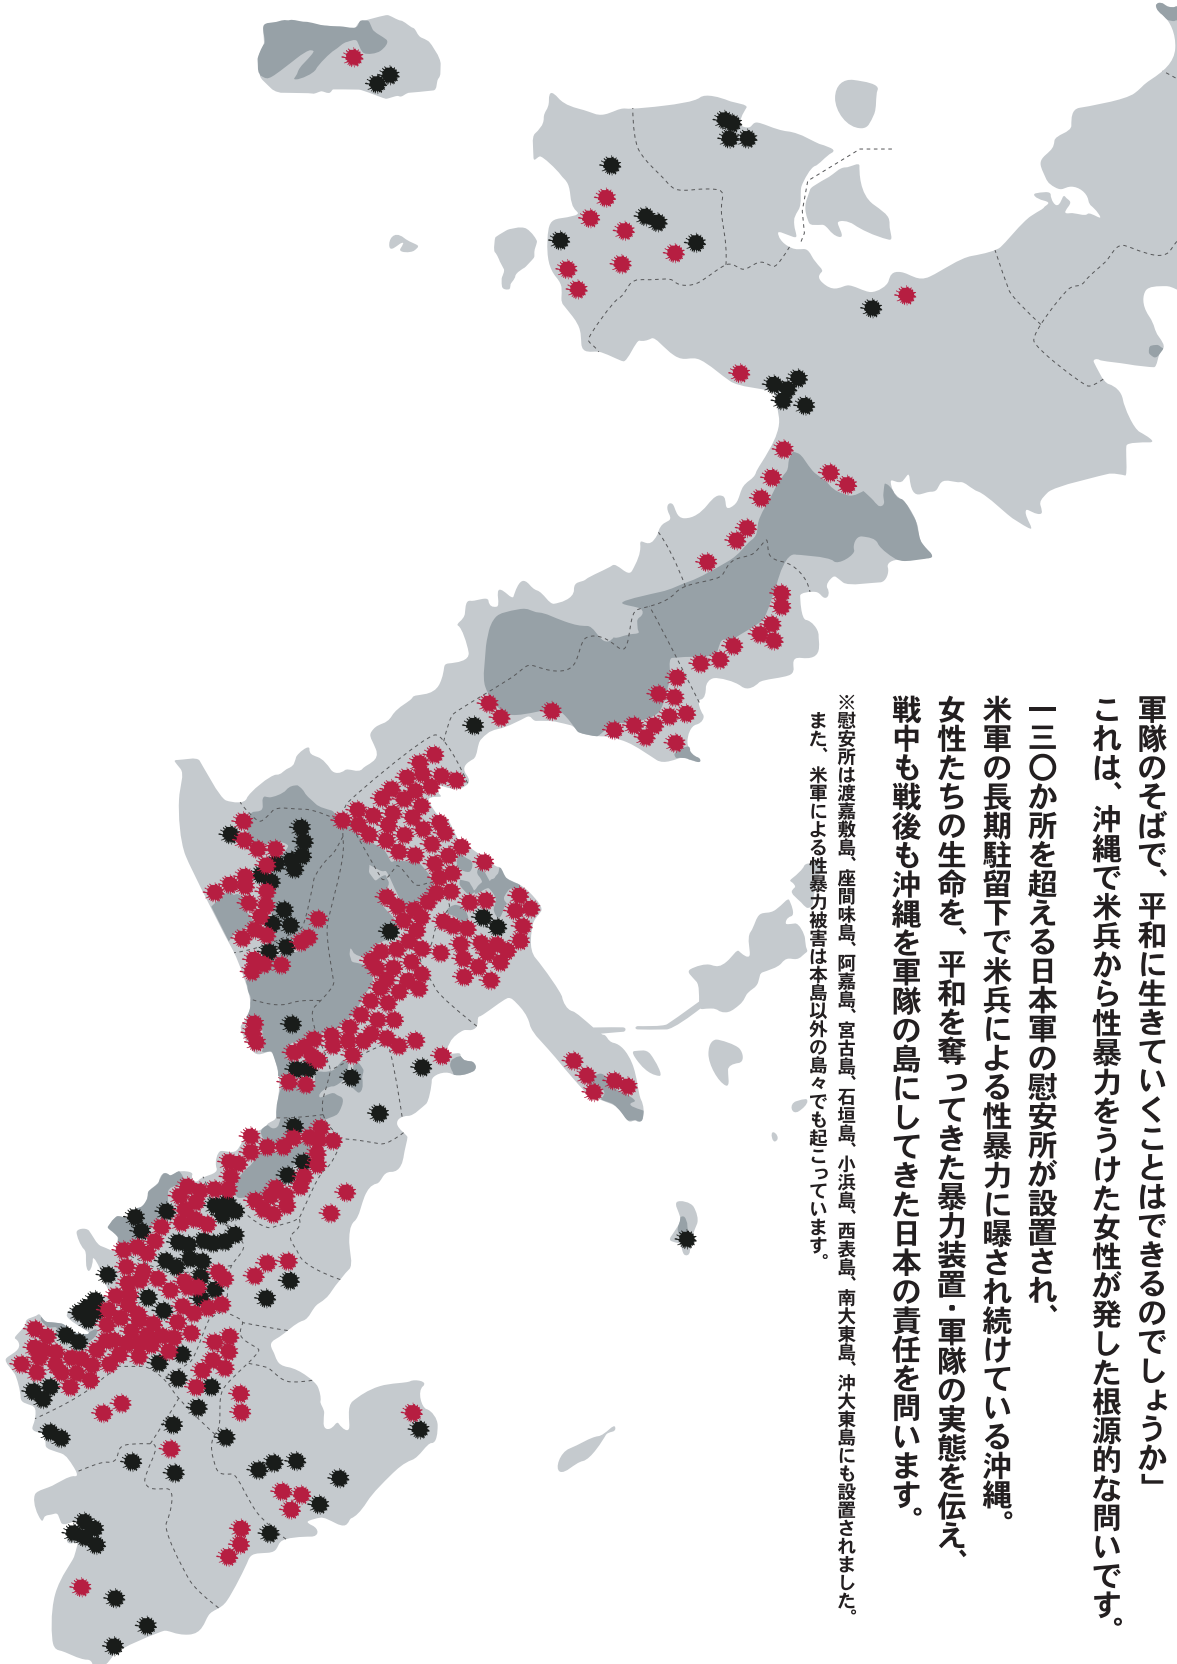 軍隊のそばで、平和に生きていくことはできるのでしょうか」
これは、沖縄で米兵から性暴力をうけた女性が発した根源的な問いです。
一三〇か所を超える日本軍の慰安所が設置され、
米軍の長期駐留下で米兵による性暴力に曝され続けている沖縄。
女性たちの生命を、平和を奪ってきた暴力装置・軍隊の実態を伝え、
戦中も戦後も沖縄を軍隊の島にしてきた日本の責任を問います。
※慰安所は渡嘉敷島、座間味島、阿嘉島、宮古島、石垣島、小浜島、西表島、南大東島、沖大東島にも設置されました。
また、米軍による性暴力被害は本島以外の島々でも起こっています。